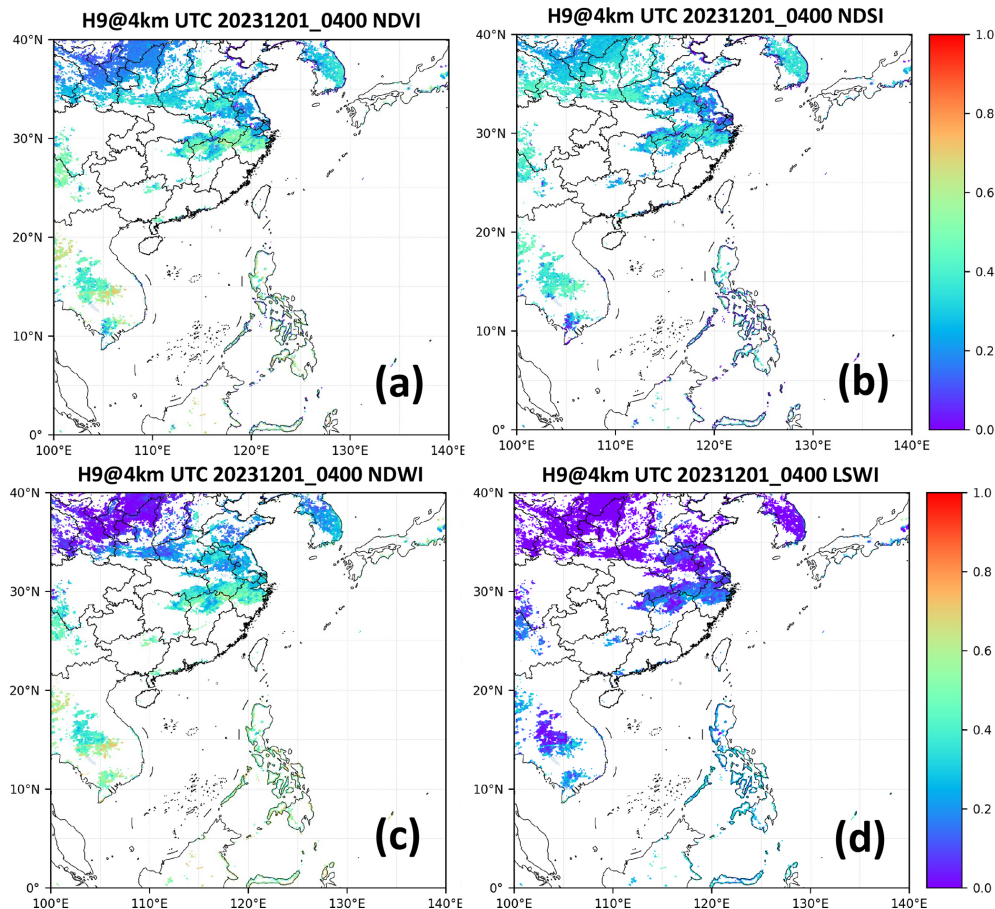 H9@4km UTC 20231201_0400 NDVI
40°N
30°N
20°N
10°N
0°
100°E
110°E
120°E
130°E
140°E
(a)
H9@4km UTC 20231201_0400 NDSI
40°N
30°N
20°N
10°N
0°
100°E
110°E
120°E
130°E
140°E
(b)
1.0
0.8
0.6
0.4
0.2
0.0
H9@4km UTC 20231201_0400 NDWI
40°N
30°N
20°N
10°N
0°
100°E
110°E
120°E
130°E
140°E
(c)
H9@4km UTC 20231201_0400 LSWI
40°N
30°N
20°N
10°N
0°
100°E
110°E
120°E
130°E
140°E
(d)
1.0
0.8
0.6
0.4
0.2
0.0